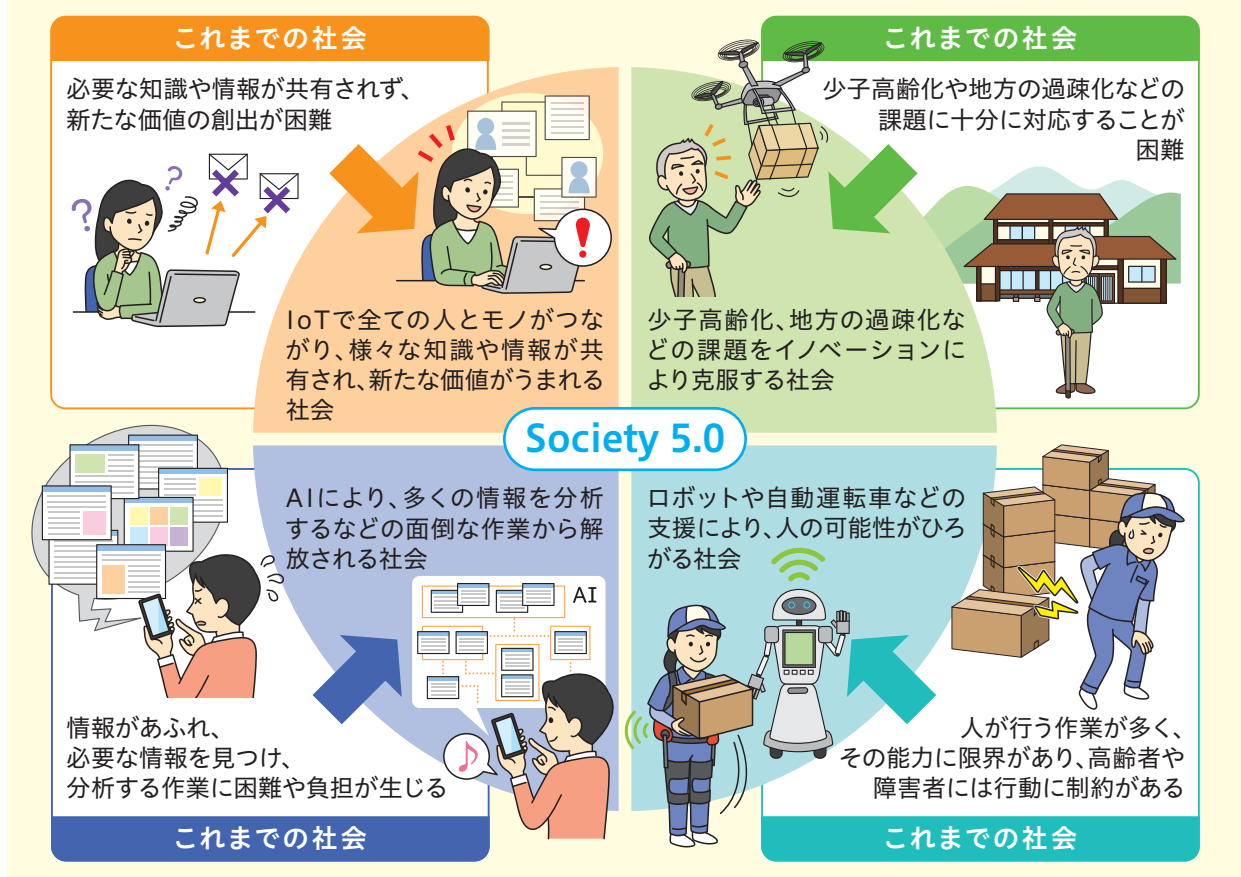 これまでの社会
必要な知識や情報が共有されず、
新たな価値の創出が困難
?
?
!
IoTで全ての人とモノがつな
がり、様々な知識や情報が共
有され、新たな価値がうまれる
社会
これまでの社会
少子高齢化や地方の過疎化などの
課題に十分に対応することが
困難
少子高齢化、地方の過疎化な
どの課題をイノベーションに
より克服する社会
Society 5.0
AIにより、多くの情報を分析
するなどの面倒な作業から解
放される社会
AI
情報があふれ、
必要な情報を見つけ、
分析する作業に困難や負担が生じる
これまでの社会
ロボットや自動運転車などの
支援により、人の可能性がひろ
がる社会
人が行う作業が多く、
その能力に限界があり、高齢者や
障害者には行動に制約がある
これまでの社会